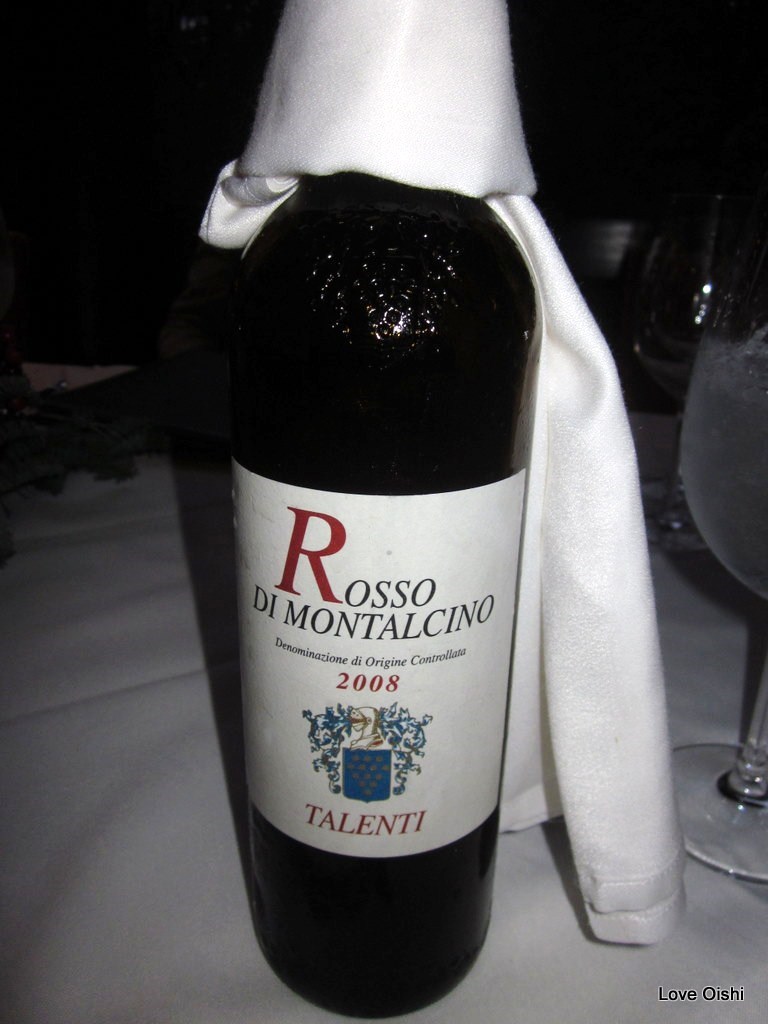 ROSSO
DI MONTALCINO
Denominazione di Origine Controllata
2008
TALENTI
Love Oishi